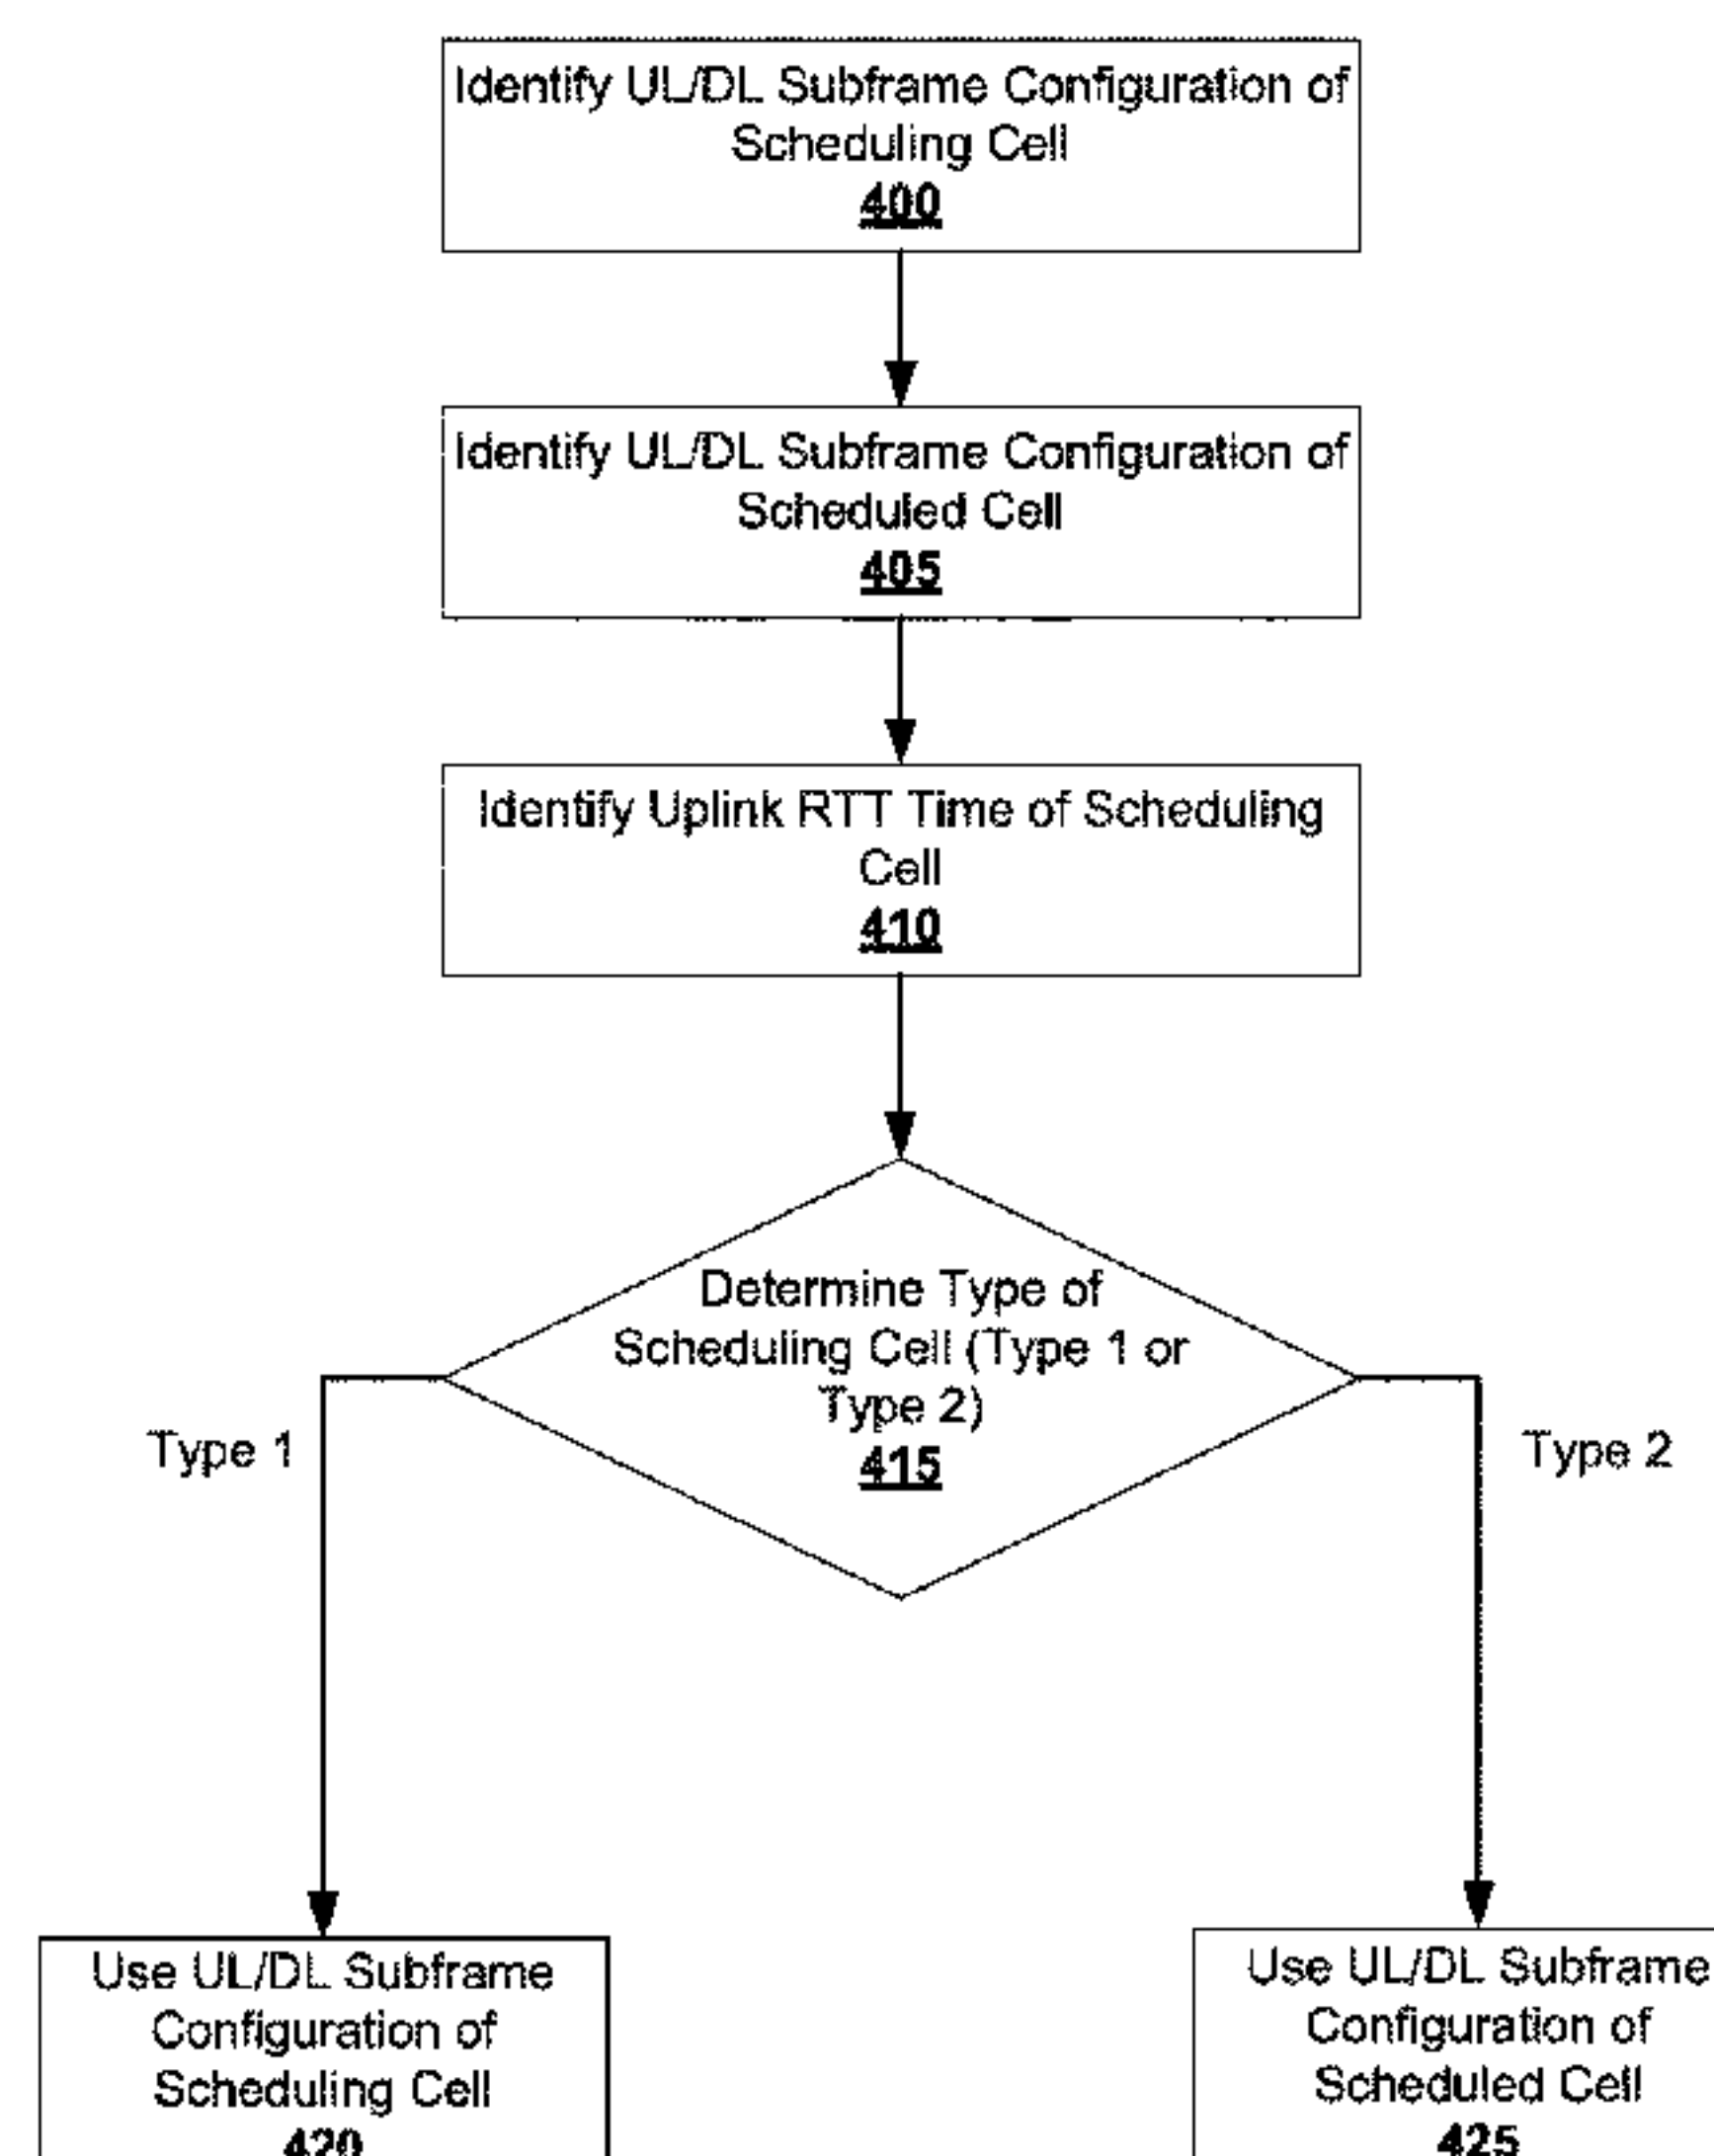 Identify UL/DL Subframe Configuration of
Scheduling Cell
400
Identify UL/DL Subframe Configuration of
Scheduled Cell
405
Identify Uplink RTT Time of Scheduling
Cell
410
Determine Type of
Scheduling Cell (Type 1 or
Type 2)
415
Type 1
Type 2
Use UL/DL Subframe
Configuration of
Scheduling Cell
420
Use UL/DL Subframe
Configuration of
Scheduled Cell
425